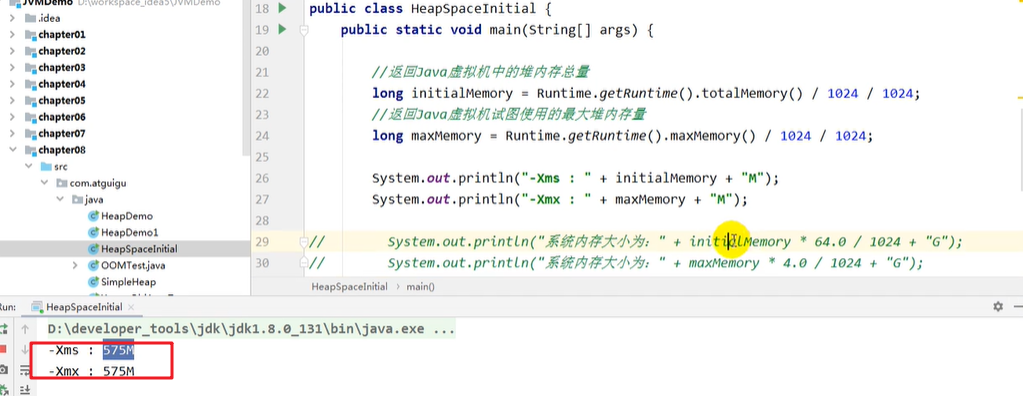 JVMDemo D:\workspace_idea5\JVMDemo
.idea
chapter01
chapter02
chapter03
chapter04
chapter05
chapter06
chapter07
chapter08
src
com.atguigu
java
HeapDemo
HeapDemo1
HeapSpaceInitial
OOMTest.java
SimpleHeap
18 public class HeapSpaceInitial {
19 public static void main(String[] args) {
20
21 //返回Java虚拟机中的堆内存总量
22 long initialMemory = Runtime.getRuntime().totalMemory() / 1024 / 1024;
23 //返回Java虚拟机试图使用的最大堆内存量
24 long maxMemory = Runtime.getRuntime().maxMemory() / 1024 / 1024;
25
26 System.out.println("-Xms : " + initialMemory + "M");
27 System.out.println("-Xmx : " + maxMemory + "M");
28
29 // System.out.println("系统内存大小为：" + initialMemory * 64.0 / 1024 + "G");
30 // System.out.println("系统内存大小为：" + maxMemory * 4.0 / 1024 + "G");
HeapSpaceInitial › main()
Run: HeapSpaceInitial ×
D:\developer_tools\jdk\jdk1.8.0_131\bin\java.exe ...
-Xms : 575M
-Xmx : 575M